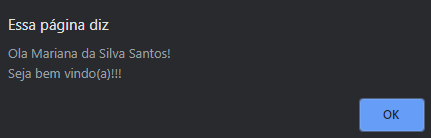 Essa página diz
Ola Mariana da Silva Santos!
Seja bem vindo(a)!!!
OK